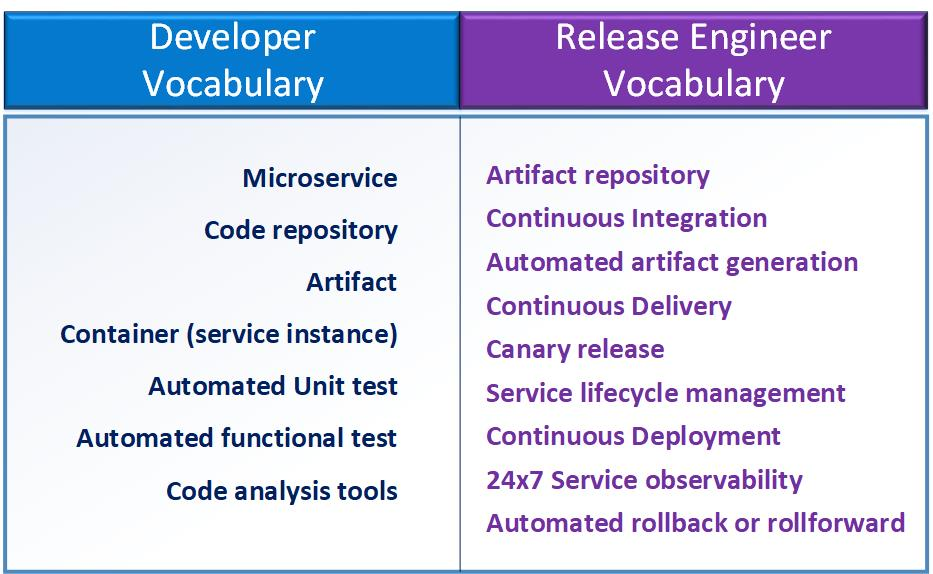 Developer
Vocabulary
Release Engineer
Vocabulary
Microservice
Code repository
Artifact
Container (service instance)
Automated Unit test
Automated functional test
Code analysis tools
Artifact repository
Continuous Integration
Automated artifact generation
Continuous Delivery
Canary release
Service lifecycle management
Continuous Deployment
24x7 Service observability
Automated rollback or rollforward